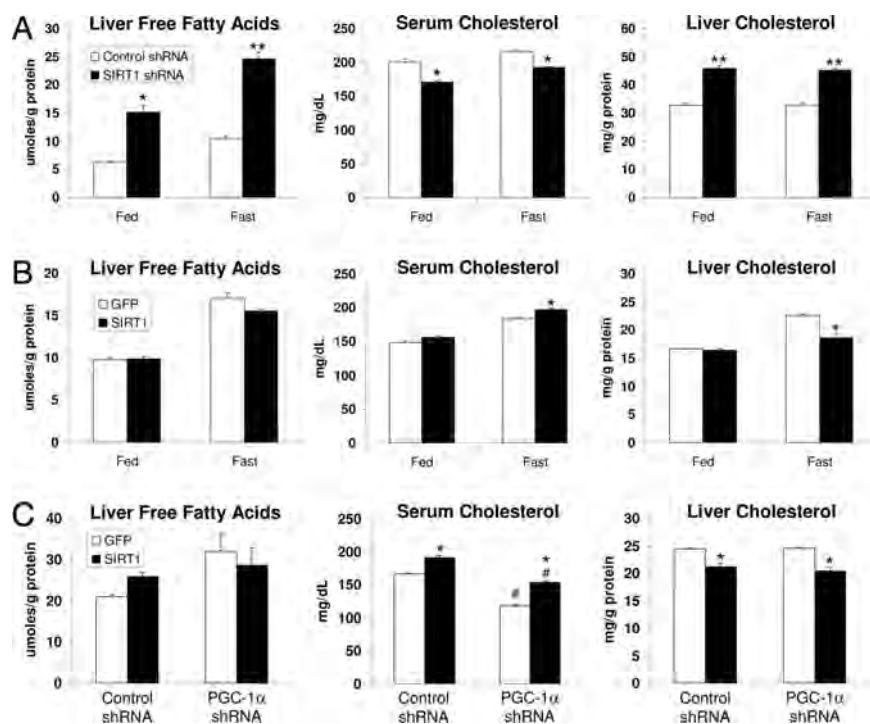 A
Liver Free Fatty Acids
Serum Cholesterol
Liver Cholesterol
umoles/g protein
30
25
20
15
10
5
0
Control shRNA
SIRT1 shRNA
*
**
Fed
Fast
mg/dL
250
200
150
100
50
0
*
*
Fed
Fast
mg/g protein
60
50
40
30
20
10
0
**
**
Fed
Fast
B
Liver Free Fatty Acids
Serum Cholesterol
Liver Cholesterol
umoles/g protein
20
15
10
5
0
GFP
SIRT1
Fed
Fast
mg/dL
250
200
150
100
50
0
*
Fed
Fast
mg/g protein
30
25
20
15
10
5
0
*
Fed
Fast
C
Liver Free Fatty Acids
Serum Cholesterol
Liver Cholesterol
umoles/g protein
40
30
20
10
0
GFP
SIRT1
Control
shRNA
PGC-1α
shRNA
mg/dL
250
200
150
100
50
0
*
#
*
#
Control
shRNA
PGC-1α
shRNA
mg/g protein
30
25
20
15
10
5
0
*
*
Control
shRNA
PGC-1α
shRNA